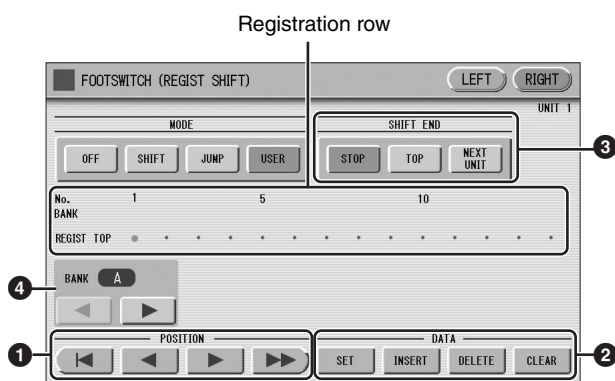 Registration row
FOOTSWITCH (REGIST SHIFT)
LEFT
RIGHT
UNIT 1
MODE
SHIFT END
OFF
SHIFT
JUMP
USER
STOP
TOP
NEXT
UNIT
3
No. 1 5 10
BANK
REGIST TOP
BANK A
4
POSITION
DATA
1
SET
INSERT
DELETE
CLEAR
2